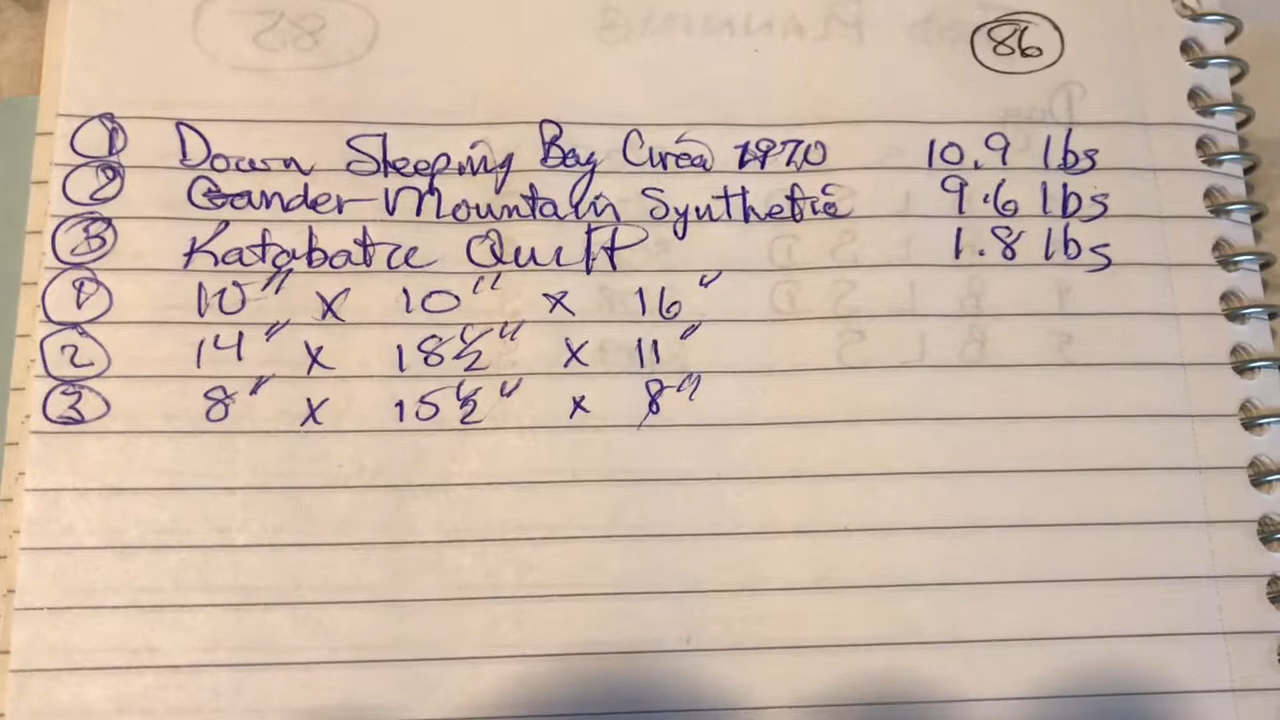 86
① Down Sleeping Bag Circa 1970 10.9 lbs
② Gander Mountain Synthetic 9.6 lbs
③ Katabatic Quilt 1.8 lbs
① 10" x 10" x 16"
② 14" x 18½" x 11"
③ 8" x 15½" x 8"